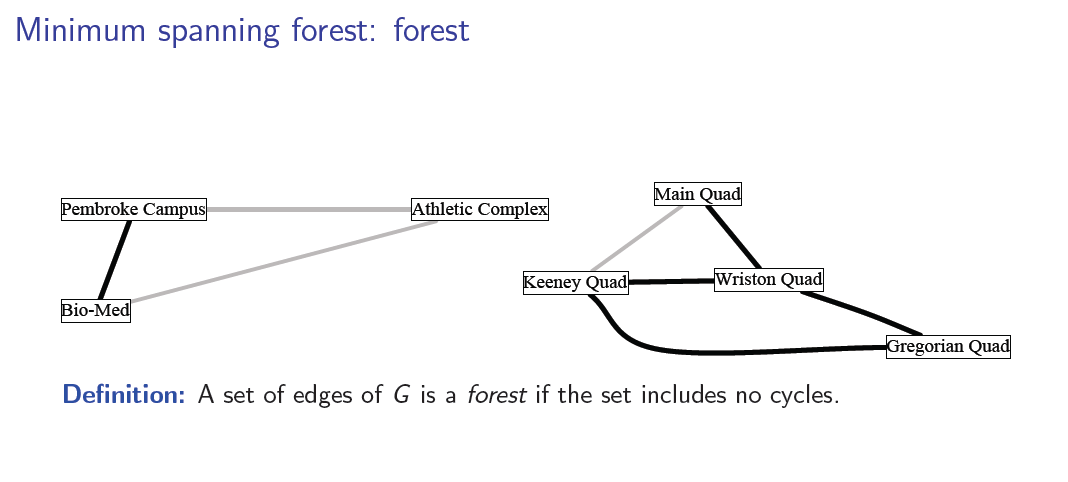 Minimum spanning forest: forest
Main Quad
Pembroke Campus
Athletic Complex
Keeney Quad
Wriston Quad
Bio-Med
Gregorian Quad
Definition: A set of edges of G is a forest if the set includes no cycles.